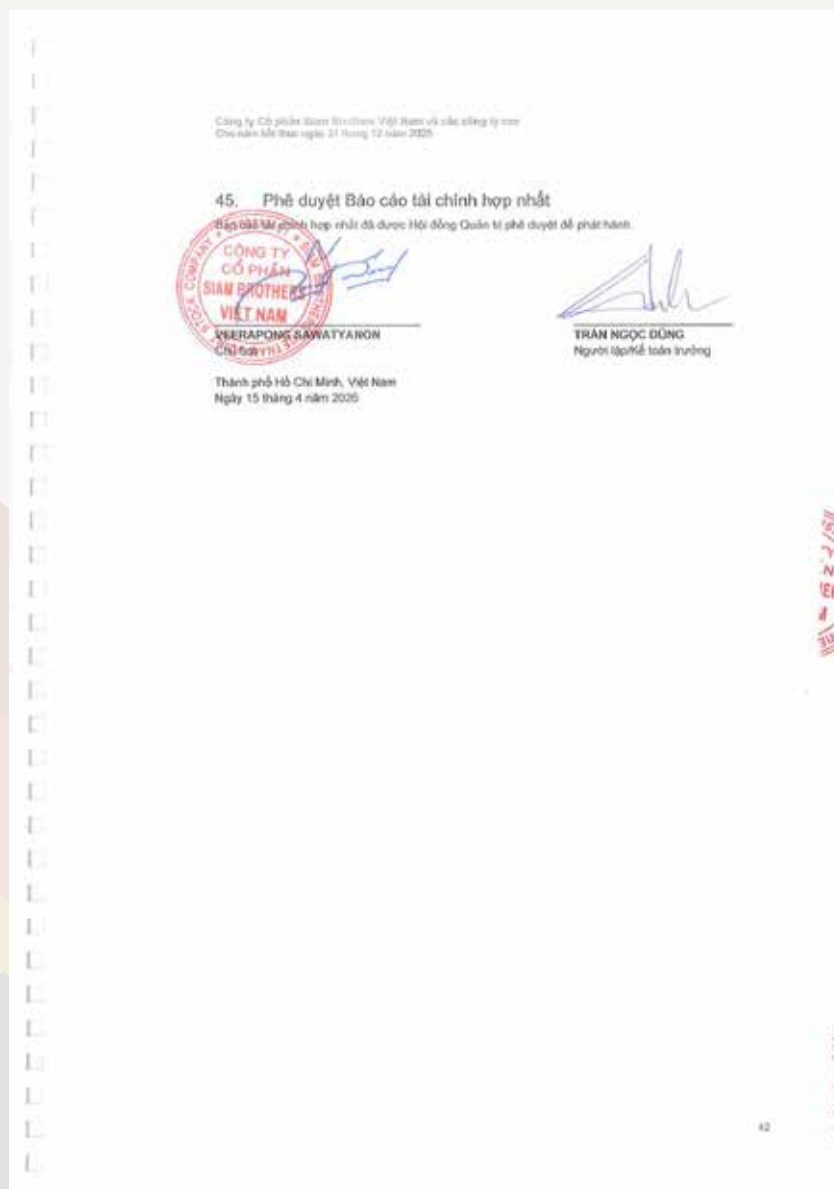 Công ty Cổ phần Siam Brothers Việt Nam và các công ty con
Cho năm kết thúc ngày 31 tháng 12 năm 2025
45. Phê duyệt Báo cáo tài chính hợp nhất
Báo cáo tài chính hợp nhất đã được Hội đồng Quản trị phê duyệt để phát hành.
CÔNG TY
CỔ PHẦN
SIAM BROTHERS
VIỆT NAM
VEERAPONG SAWATYANON
Chủ tịch
TRẦN NGỌC DŨNG
Người lập/Kế toán trưởng
Thành phố Hồ Chí Minh, Việt Nam
Ngày 15 tháng 4 năm 2026
42